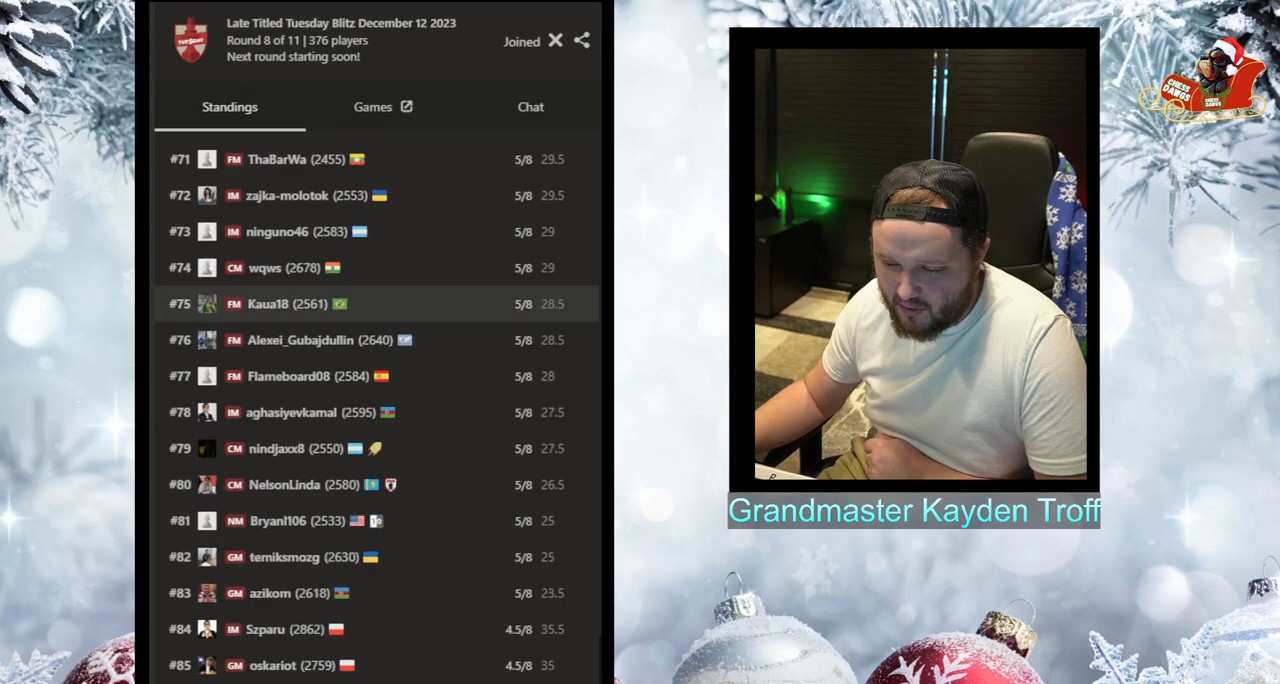 Late Titled Tuesday Blitz December 12 2023
Round 8 of 11 | 376 players
Next round starting soon!
Joined
TUESDAY
Standings Games Chat
#71 FM ThaBarWa (2455) 5/8 29.5
#72 IM zajka-molotok (2553) 5/8 29.5
#73 IM ninguno46 (2583) 5/8 29
#74 CM wqws (2678) 5/8 29
#75 FM Kaua18 (2561) 5/8 28.5
#76 FM Alexei_Gubajdullin (2640) 5/8 28.5
#77 FM Flameboard08 (2584) 5/8 28
#78 IM aghasiyevkamal (2595) 5/8 27.5
#79 CM nindjaxx8 (2550) 5/8 27.5
#80 CM NelsonLinda (2580) 5/8 26.5
#81 NM Bryanl106 (2533) 5/8 25
#82 GM temiksmozg (2630) 5/8 25
#83 GM azikom (2618) 5/8 23.5
#84 IM Szparu (2862) 4.5/8 35.5
#85 GM oskariot (2759) 4.5/8 35
P
Grandmaster Kayden Troff
CHESS
DAWGS
CHESS
DAWGS